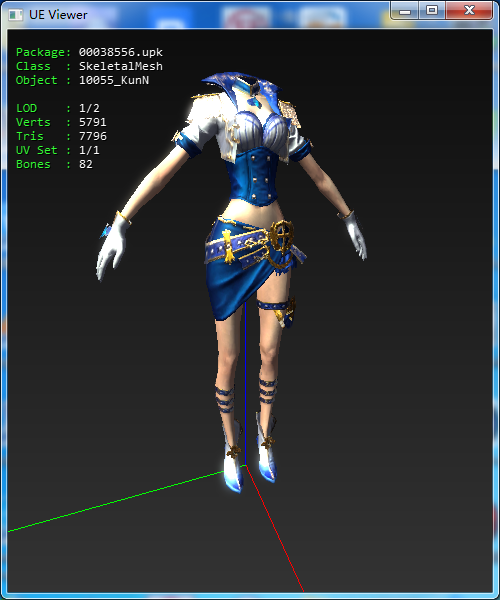 UE Viewer
Package: 00038556.upk
Class : SkeletalMesh
Object : 10055_KunN
LOD : 1/2
Verts : 5791
Tris : 7796
UV Set : 1/1
Bones : 82